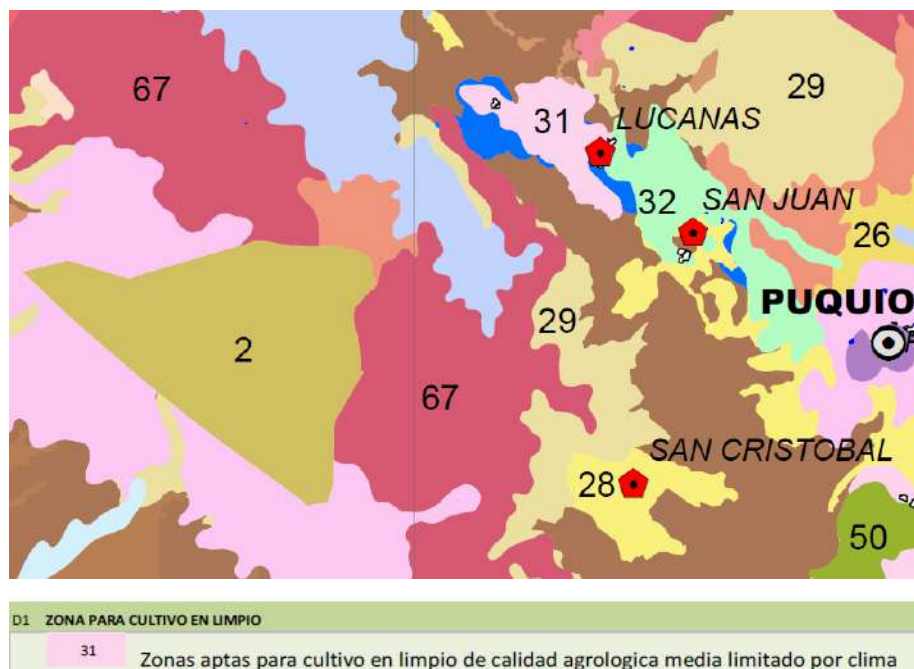 67
29
31
LUCANAS
32
SAN JUAN
26
PUQUIO
2
29
67
SAN CRISTOBAL
28
50
D1 ZONA PARA CULTIVO EN LIMPIO
31 Zonas aptas para cultivo en limpio de calidad agrologica media limitado por clima